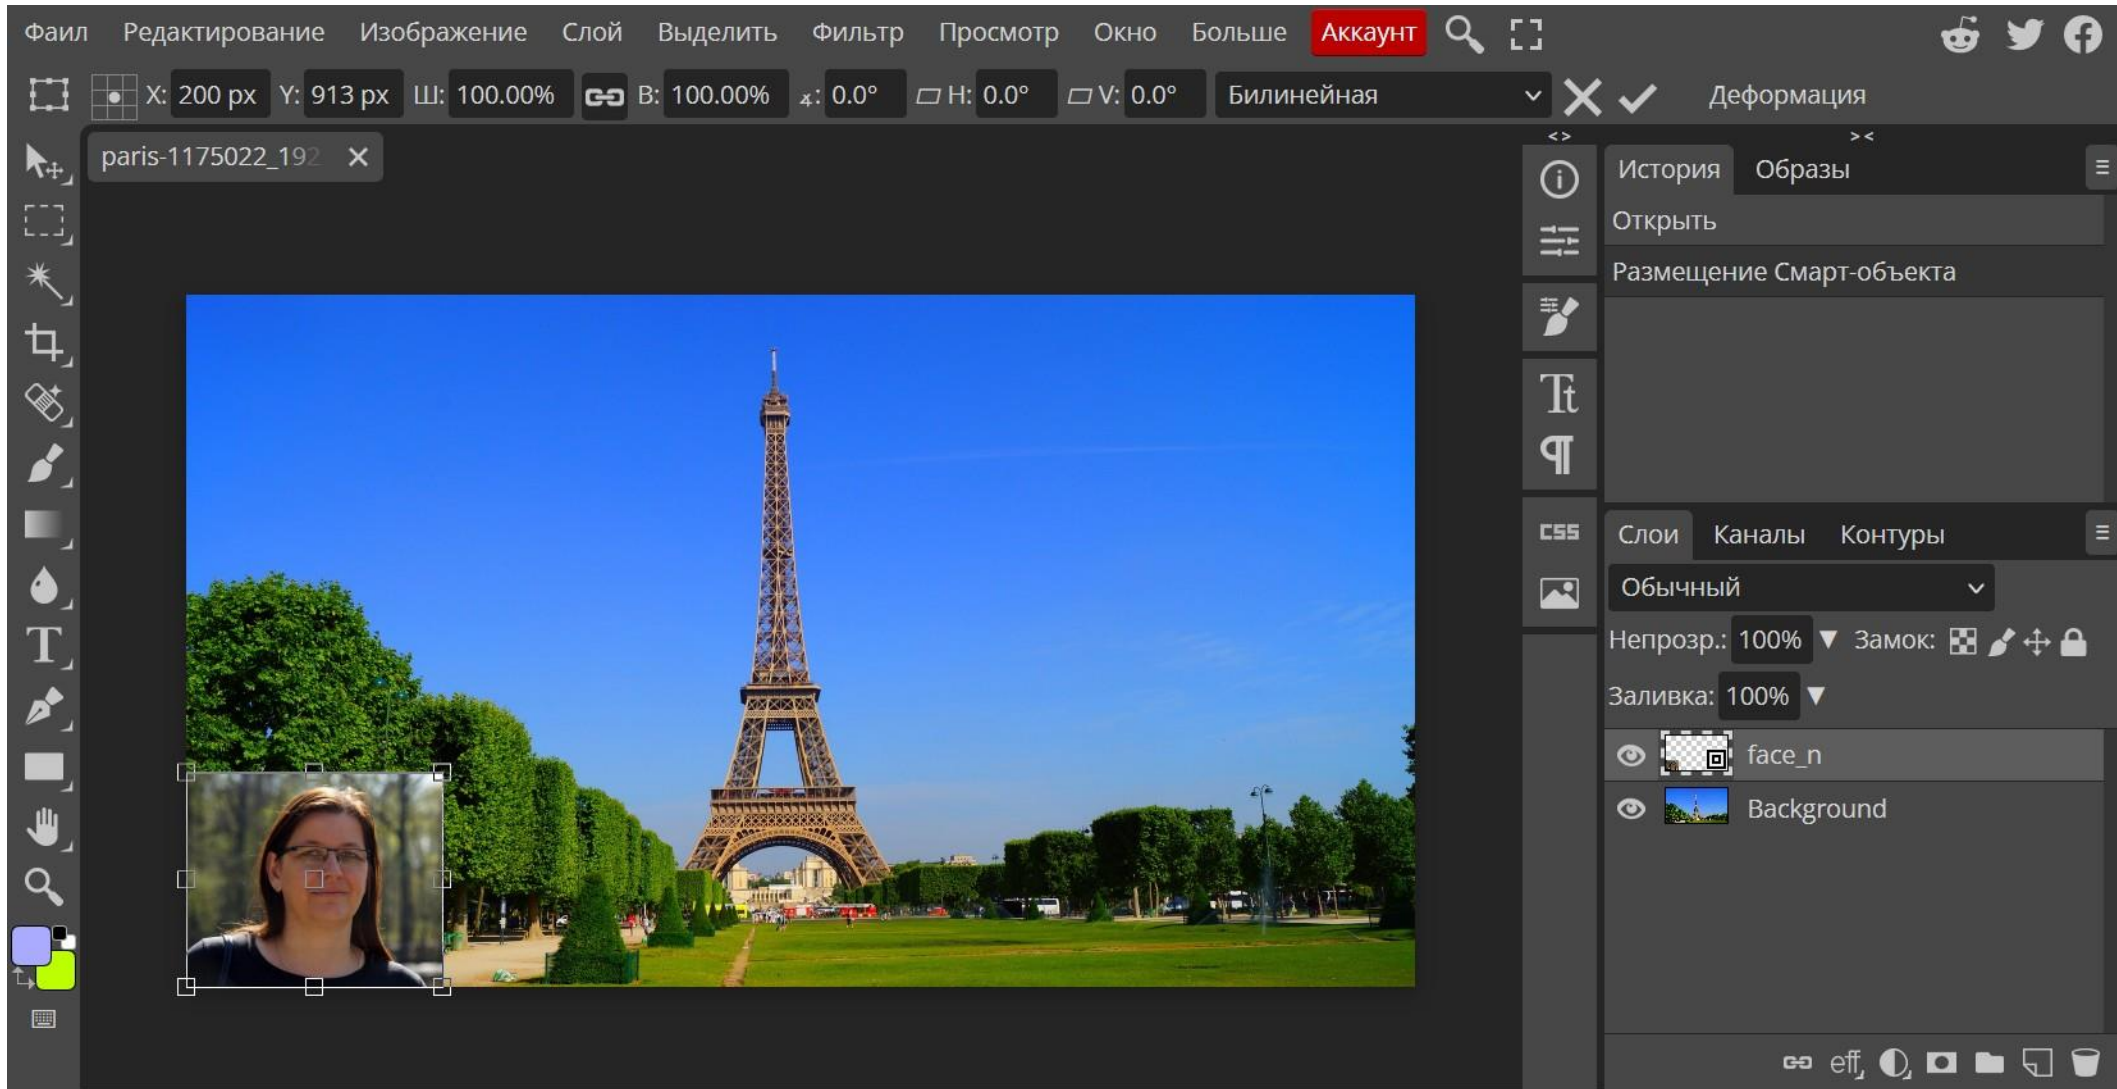 Фаил Редактирование Изображение Слой Выделить Фильтр Просмотр Окно Больше Аккаунт
X: 200 px Y: 913 px Ш: 100.00% В: 100.00% ∡: 0.0° H: 0.0° V: 0.0° Билинейная Деформация
paris-1175022_192
< >
> <
История Образы
Открыть
Размещение Смарт-объекта
Tt
¶
CSS
Слои Каналы Контуры
Обычный
Непрозр.: 100% ▼ Замок:
Заливка: 100% ▼
face_n
Background
T
eff